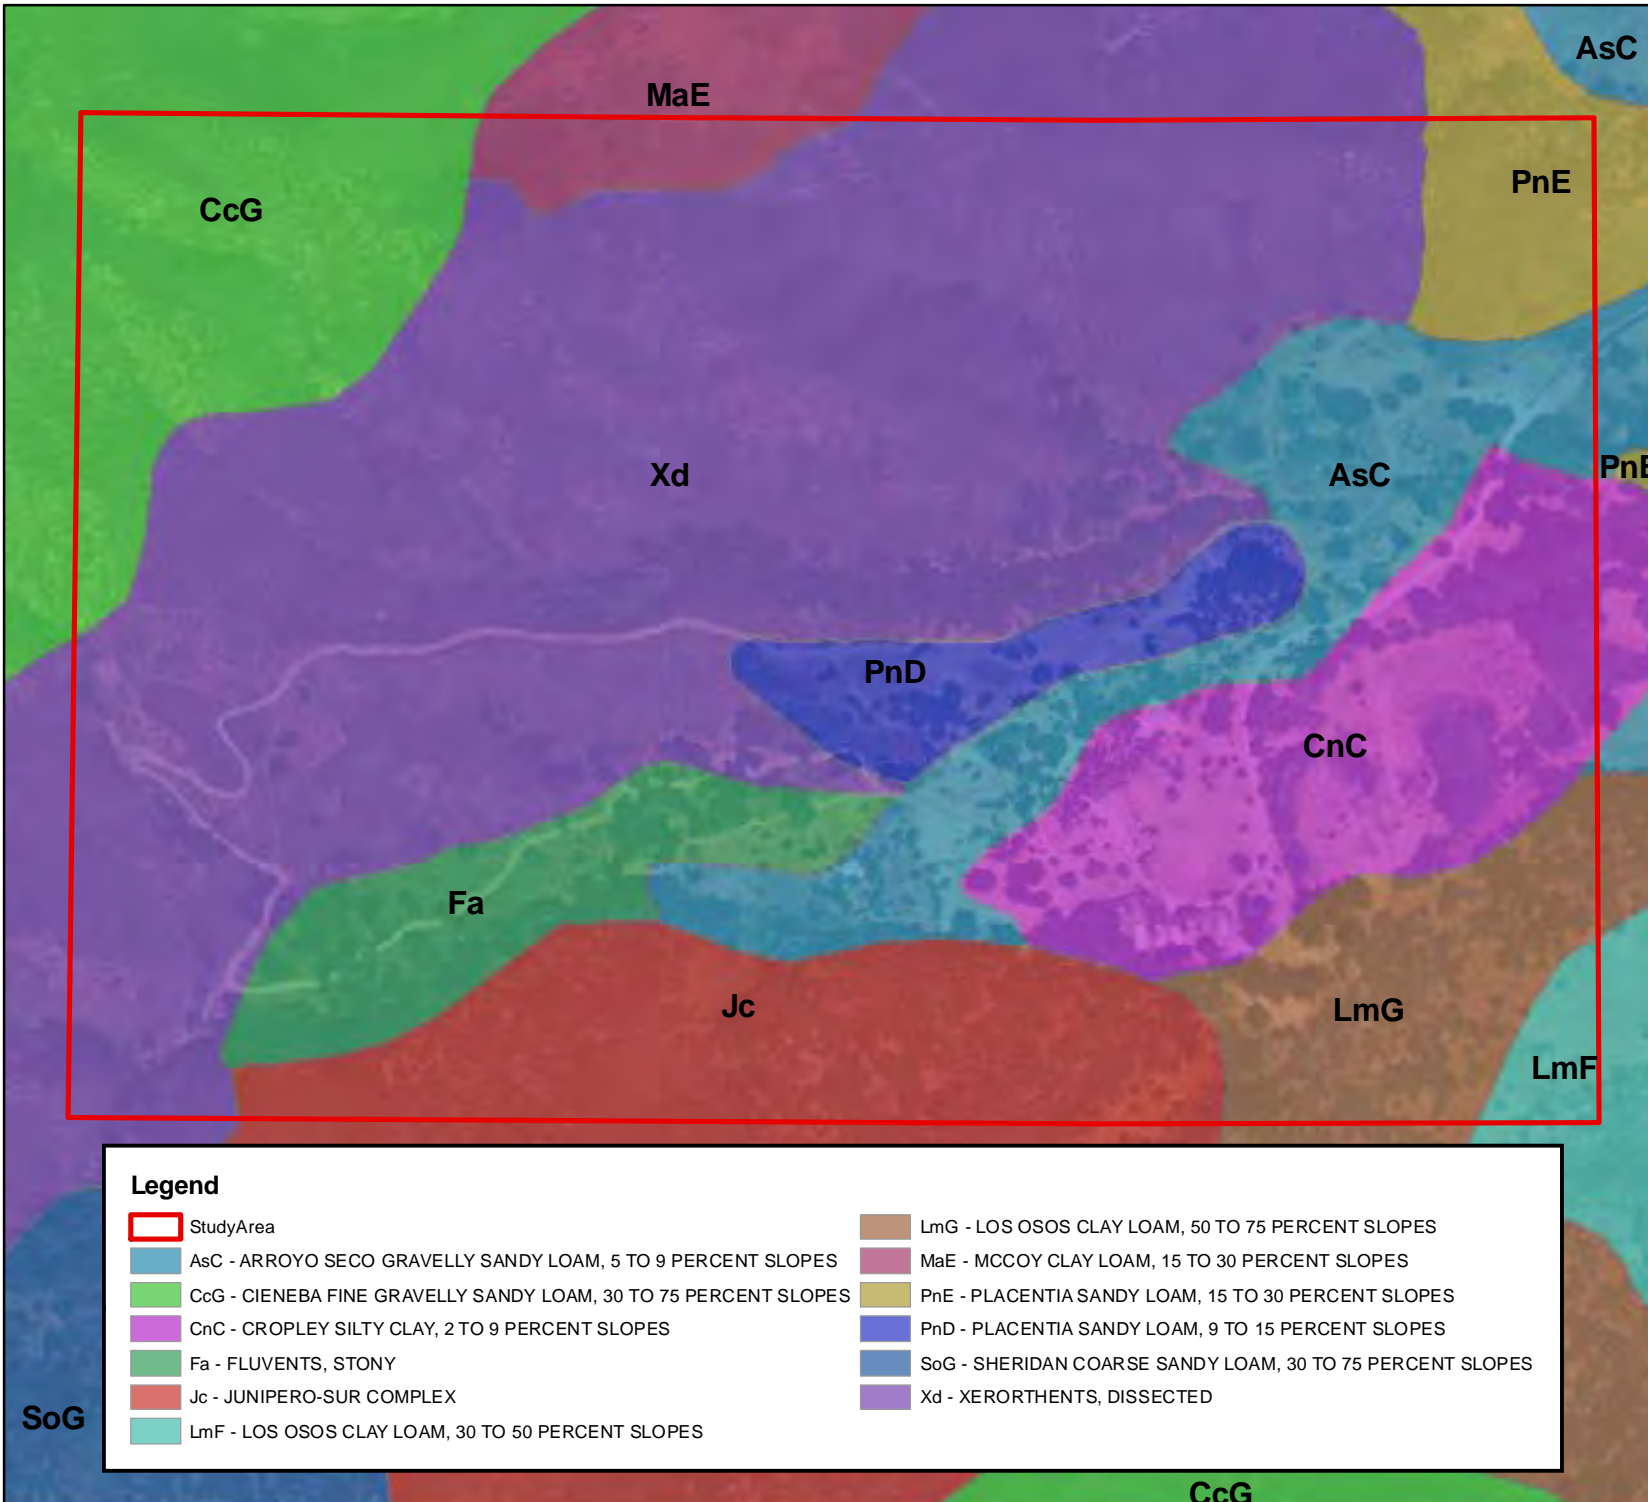 AsC
MaE
PnE
CcG
Xd
AsC
PnE
PnD
CnC
Fa
Jc
LmG
LmF
Legend
StudyArea
AsC - ARROYO SECO GRAVELLY SANDY LOAM, 5 TO 9 PERCENT SLOPES
CcG - CIENEBA FINE GRAVELLY SANDY LOAM, 30 TO 75 PERCENT SLOPES
CnC - CROPLEY SILTY CLAY, 2 TO 9 PERCENT SLOPES
Fa - FLUVENTS, STONY
Jc - JUNIPERO-SUR COMPLEX
LmF - LOS OSOS CLAY LOAM, 30 TO 50 PERCENT SLOPES
LmG - LOS OSOS CLAY LOAM, 50 TO 75 PERCENT SLOPES
MaE - MCCOY CLAY LOAM, 15 TO 30 PERCENT SLOPES
PnE - PLACENTIA SANDY LOAM, 15 TO 30 PERCENT SLOPES
PnD - PLACENTIA SANDY LOAM, 9 TO 15 PERCENT SLOPES
SoG - SHERIDAN COARSE SANDY LOAM, 30 TO 75 PERCENT SLOPES
Xd - XERORTHENTS, DISSECTED
SoG
CcG